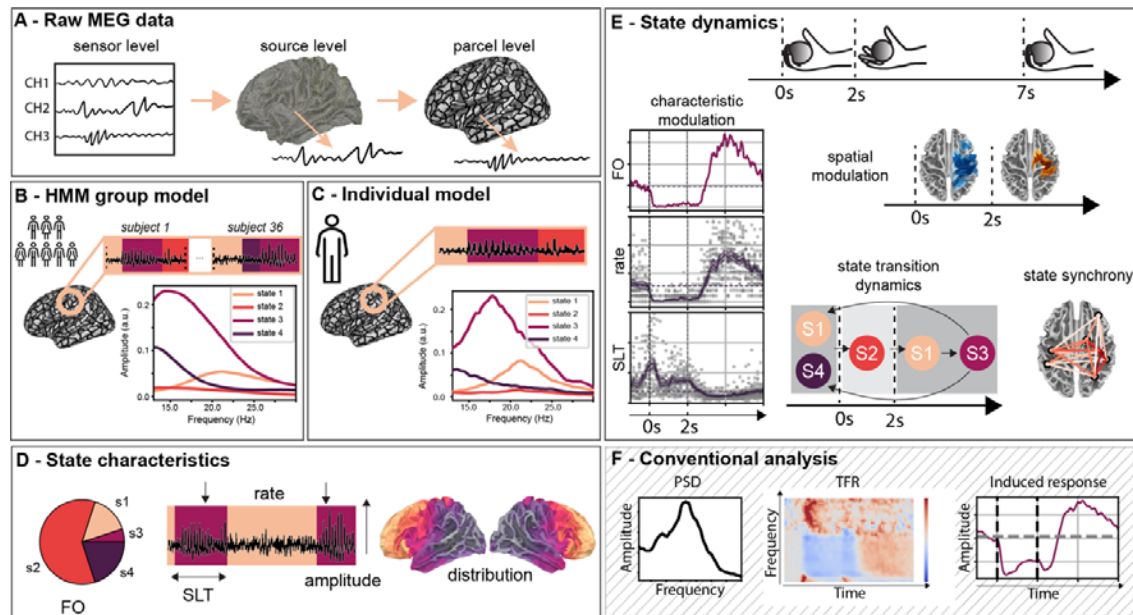 A - Raw MEG data
sensor level
source level
parcel level
CH1
CH2
CH3
B - HMM group model
subject 1
...
subject 36
Amplitude (a.u.)
0.2
0.1
0.0
state 1
state 2
state 3
state 4
15.0
20.0
25.0
Frequency (Hz)
C - Individual model
Amplitude (a.u.)
0.2
0.1
0.0
state 1
state 2
state 3
state 4
15.0
20.0
25.0
Frequency (Hz)
D - State characteristics
s1
s3
s2
s4
FO
rate
SLT
amplitude
distribution
E - State dynamics
0s
2s
7s
characteristic
modulation
FO
rate
SLT
0s
2s
spatial
modulation
0s
2s
state transition
dynamics
S1
S4
S2
S1
S3
0s
2s
state synchrony
F - Conventional analysis
PSD
Amplitude
Frequency
TFR
Frequency
Time
Induced response
Amplitude
Time